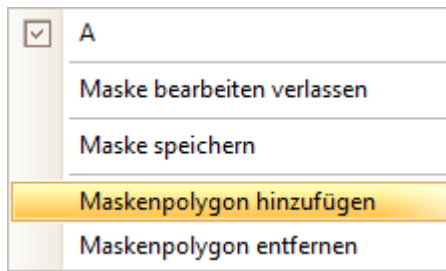 A
Maske bearbeiten verlassen
Maske speichern
Maskenpolygon hinzufügen
Maskenpolygon entfernen